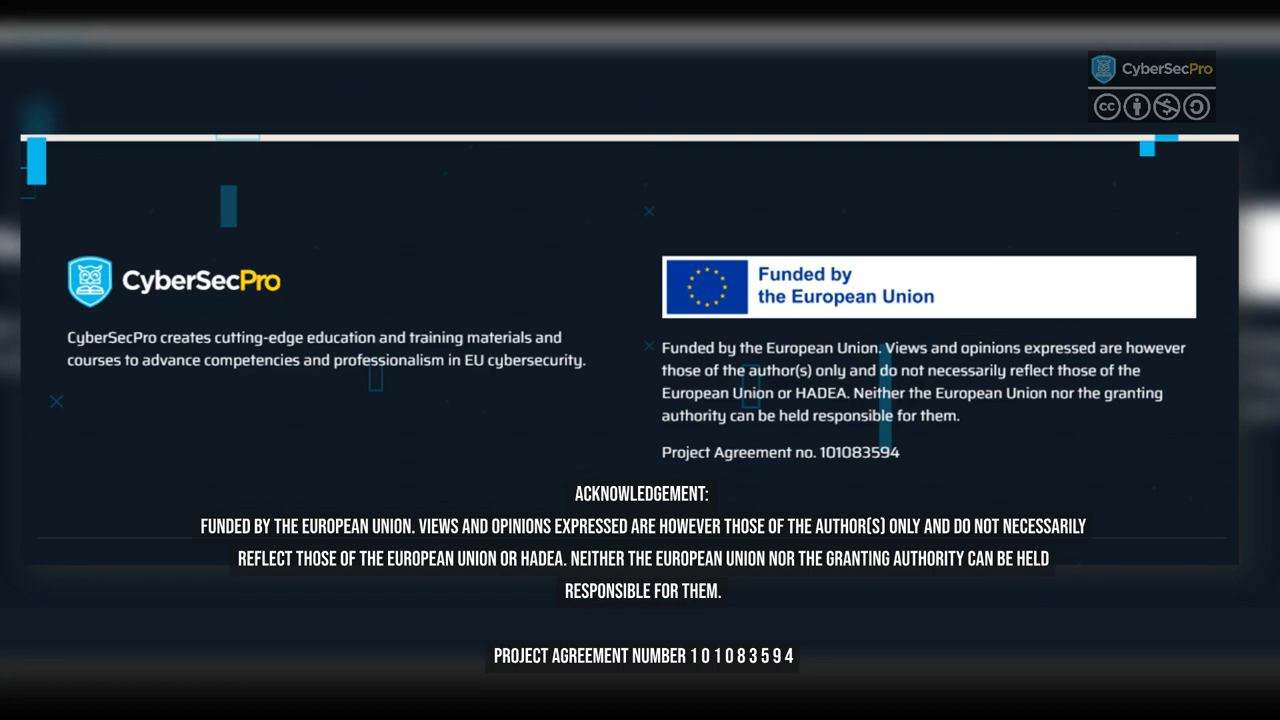 CyberSecPro
CyberSecPro
CyberSecPro creates cutting-edge education and training materials and
courses to advance competencies and professionalism in EU cybersecurity.
Funded by
the European Union
Funded by the European Union. Views and opinions expressed are however
those of the author(s) only and do not necessarily reflect those of the
European Union or HADEA. Neither the European Union nor the granting
authority can be held responsible for them.
Project Agreement no. 101083594
ACKNOWLEDGEMENT:
FUNDED BY THE EUROPEAN UNION. VIEWS AND OPINIONS EXPRESSED ARE HOWEVER THOSE OF THE AUTHOR(S) ONLY AND DO NOT NECESSARILY
REFLECT THOSE OF THE EUROPEAN UNION OR HADEA. NEITHER THE EUROPEAN UNION NOR THE GRANTING AUTHORITY CAN BE HELD
RESPONSIBLE FOR THEM.
PROJECT AGREEMENT NUMBER 1 0 1 0 8 3 5 9 4